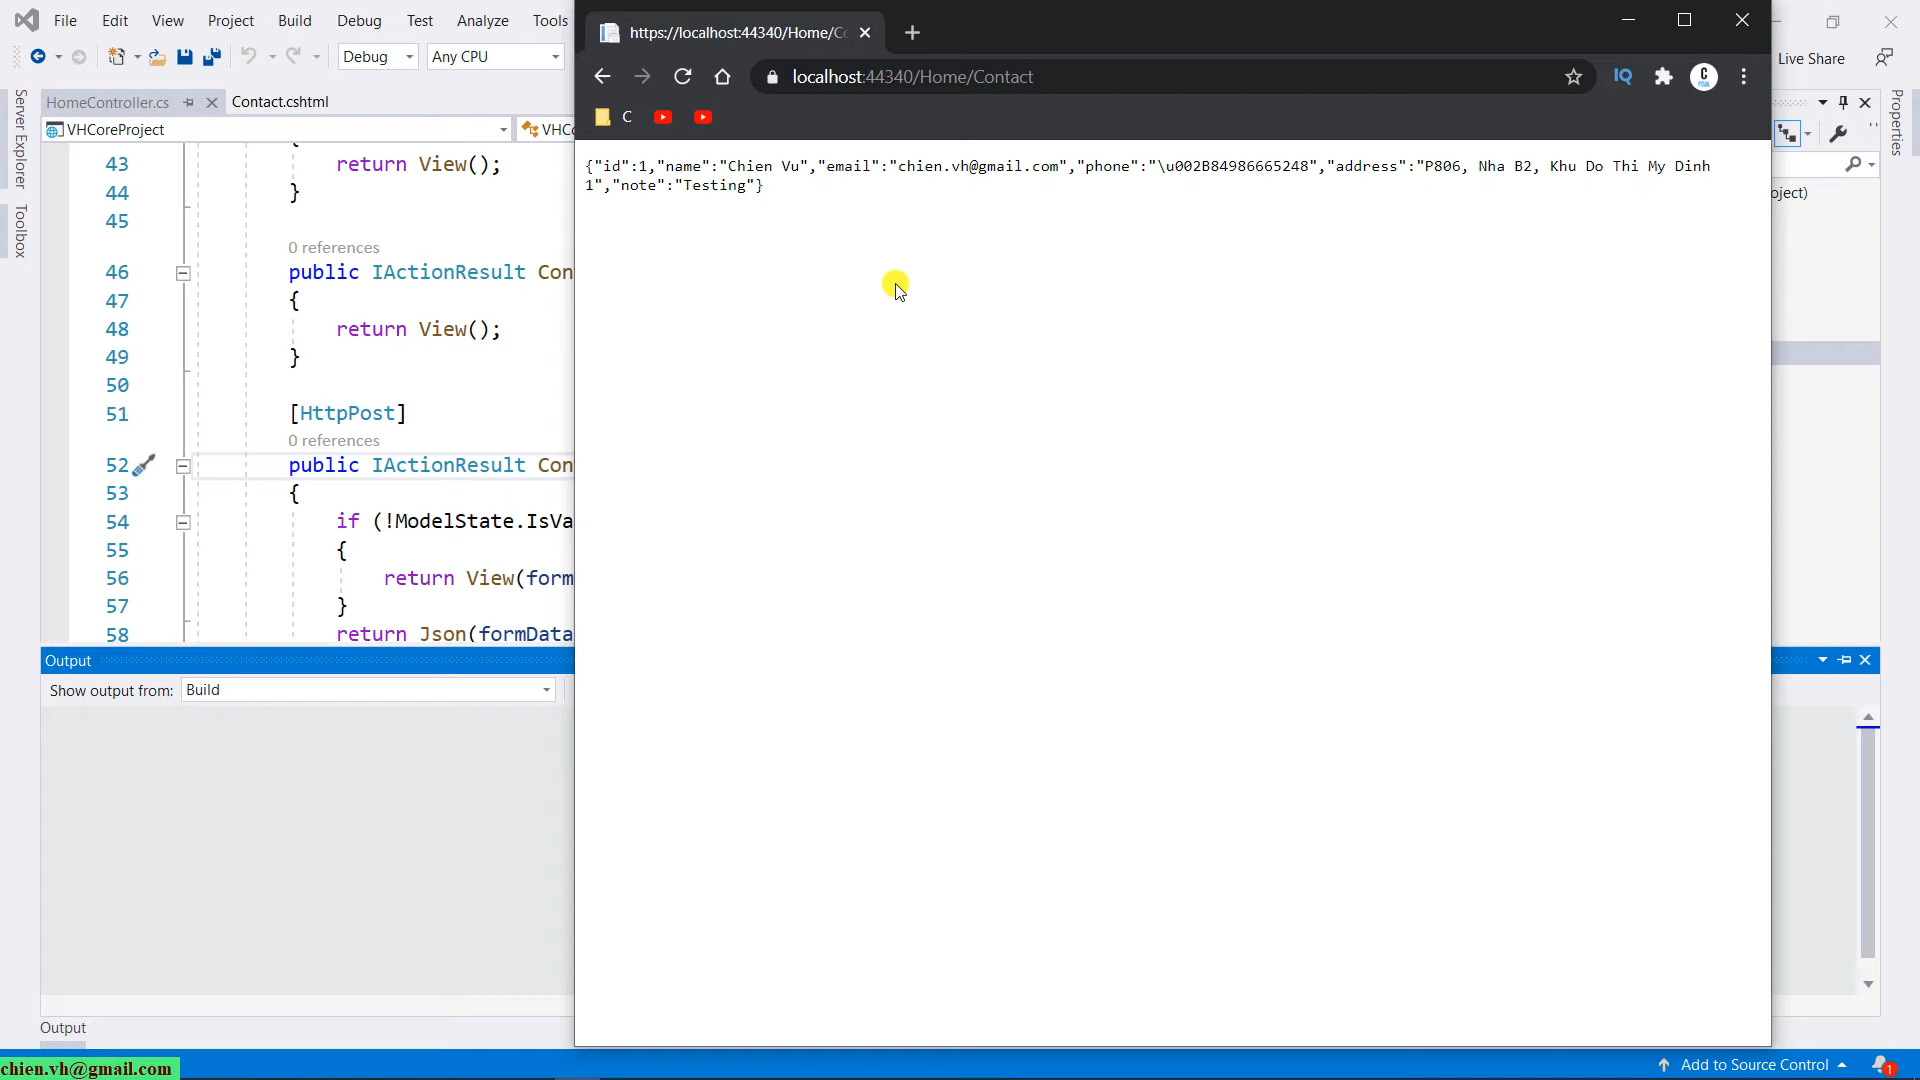 File Edit View Project Build Debug Test Analyze Tools
Debug Any CPU
Live Share
Server Explorer
Toolbox
Properties
HomeController.cs Contact.cshtml
VHCoreProject
43 return View();
44 }
45
0 references
46 public IActionResult Con
47 {
48 return View();
49 }
50
51 [HttpPost]
0 references
52 public IActionResult Con
53 {
54 if (!ModelState.IsVa
55 {
56 return View(form
57 }
58 return Json(formData
Output
Show output from: Build
Output
chien.vh@gmail.com
Add to Source Control
1
https://localhost:44340/Home/Co
localhost:44340/Home/Contact
IQ
C
C
{"id":1,"name":"Chien Vu","email":"chien.vh@gmail.com","phone":"\u002B84986665248","address":"P806, Nha B2, Khu Do Thi My Dinh
1","note":"Testing"}
oject)